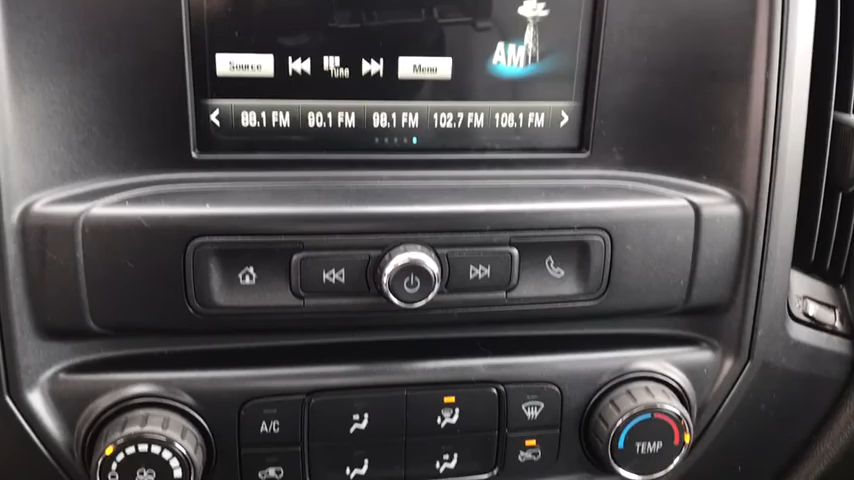 AM
Source
TUNE
Menu
88.1 FM 90.1 FM 98.1 FM 102.7 FM 106.1 FM
A/C
TEMP